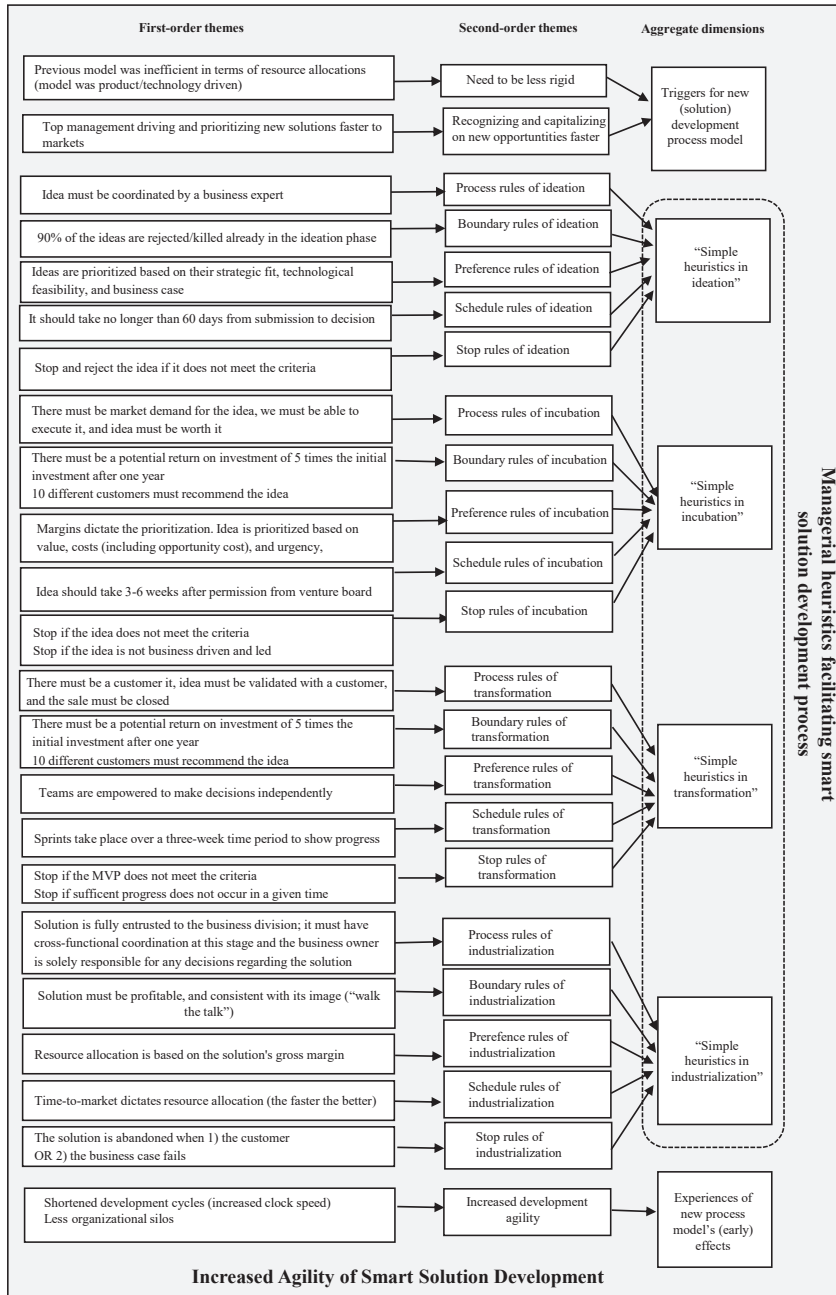 First-order themes
Second-order themes
Aggregate dimensions
Previous model was inefficient in terms of resource allocations
(model was product/technology driven)
Need to be less rigid
Top management driving and prioritizing new solutions faster to
markets
Recognizing and capitalizing
on new opportuntities faster
Triggers for new
(solution)
development
process model
Idea must be coordinated by a business expert
Process rules of ideation
90% of the ideas are rejected/killed already in the ideation phase
Boundary rules of ideation
Ideas are prioritized based on their strategic fit, technological
feasibility, and business case
Preference rules of ideation
It should take no longer than 60 days from submission to decision
Schedule rules of ideation
Stop and reject the idea if it does not meet the criteria
Stop rules of ideation
“Simple
heuristics in
ideation”
There must be market demand for the idea, we must be able to
execute it, and idea must be worth it
Process rules of incubation
There must be a potential return on investment of 5 times the initial
investment after one year
10 different customers must recommend the idea
Boundary rules of incubation
Margins dictate the prioritization. Idea is prioritized based on
value, costs (including opportunity cost), and urgency,
Preference rules of incubation
Idea should take 3-6 weeks after permission from venture board
Schedule rules of incubation
Stop if the idea does not meet the criteria
Stop if the idea is not business driven and led
Stop rules of incubation
“Simple
heuristics in
incubation”
There must be a customer it, idea must be validated with a customer,
and the sale must be closed
Process rules of
transformation
There must be a potential return on investment of 5 times the
initial investment after one year
10 different customers must recommend the idea
Boundary rules of
transformation
Teams are empowered to make decisions independently
Preference rules of
transformation
Sprints take place over a three-week time period to show progress
Schedule rules of
transformation
Stop if the MVP does not meet the criteria
Stop if sufficent progress does not occur in a given time
Stop rules of
transformation
“Simple
heuristics in
transformation”
Solution is fully entrusted to the business division; it must have
cross-functional coordination at this stage and the business owner
is solely responsible for any decisions regarding the solution
Process rules of
industrialization
Solution must be profitable, and consistent with its image (“walk
the talk”)
Boundary rules of
industrialization
Resource allocation is based on the solution's gross margin
Prerefence rules of
industrialization
Time-to-market dictates resource allocation (the faster the better)
Schedule rules of
industrialization
The solution is abandoned when 1) the customer
OR 2) the business case fails
Stop rules of
industrialization
“Simple
heuristics in
industrialization”
Shortened development cycles (increased clock speed)
Less organizational silos
Increased development
agility
Experiences of
new process
model’s (early)
effects
Managerial heuristics facilitating smart
solution development process
Increased Agility of Smart Solution Development